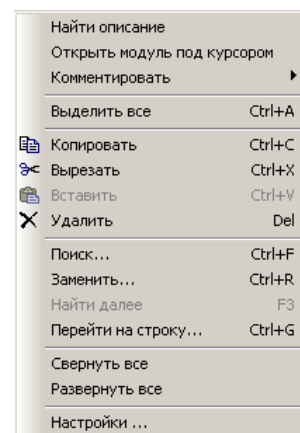 Найти описание
Открыть модуль под курсором
Комментировать
Выделить все Ctrl+A
Копировать Ctrl+C
Вырезать Ctrl+X
Вставить Ctrl+V
Удалить Del
Поиск... Ctrl+F
Заменить... Ctrl+R
Найти далее F3
Перейти на строку... Ctrl+G
Свернуть все
Развернуть все
Настройки ...